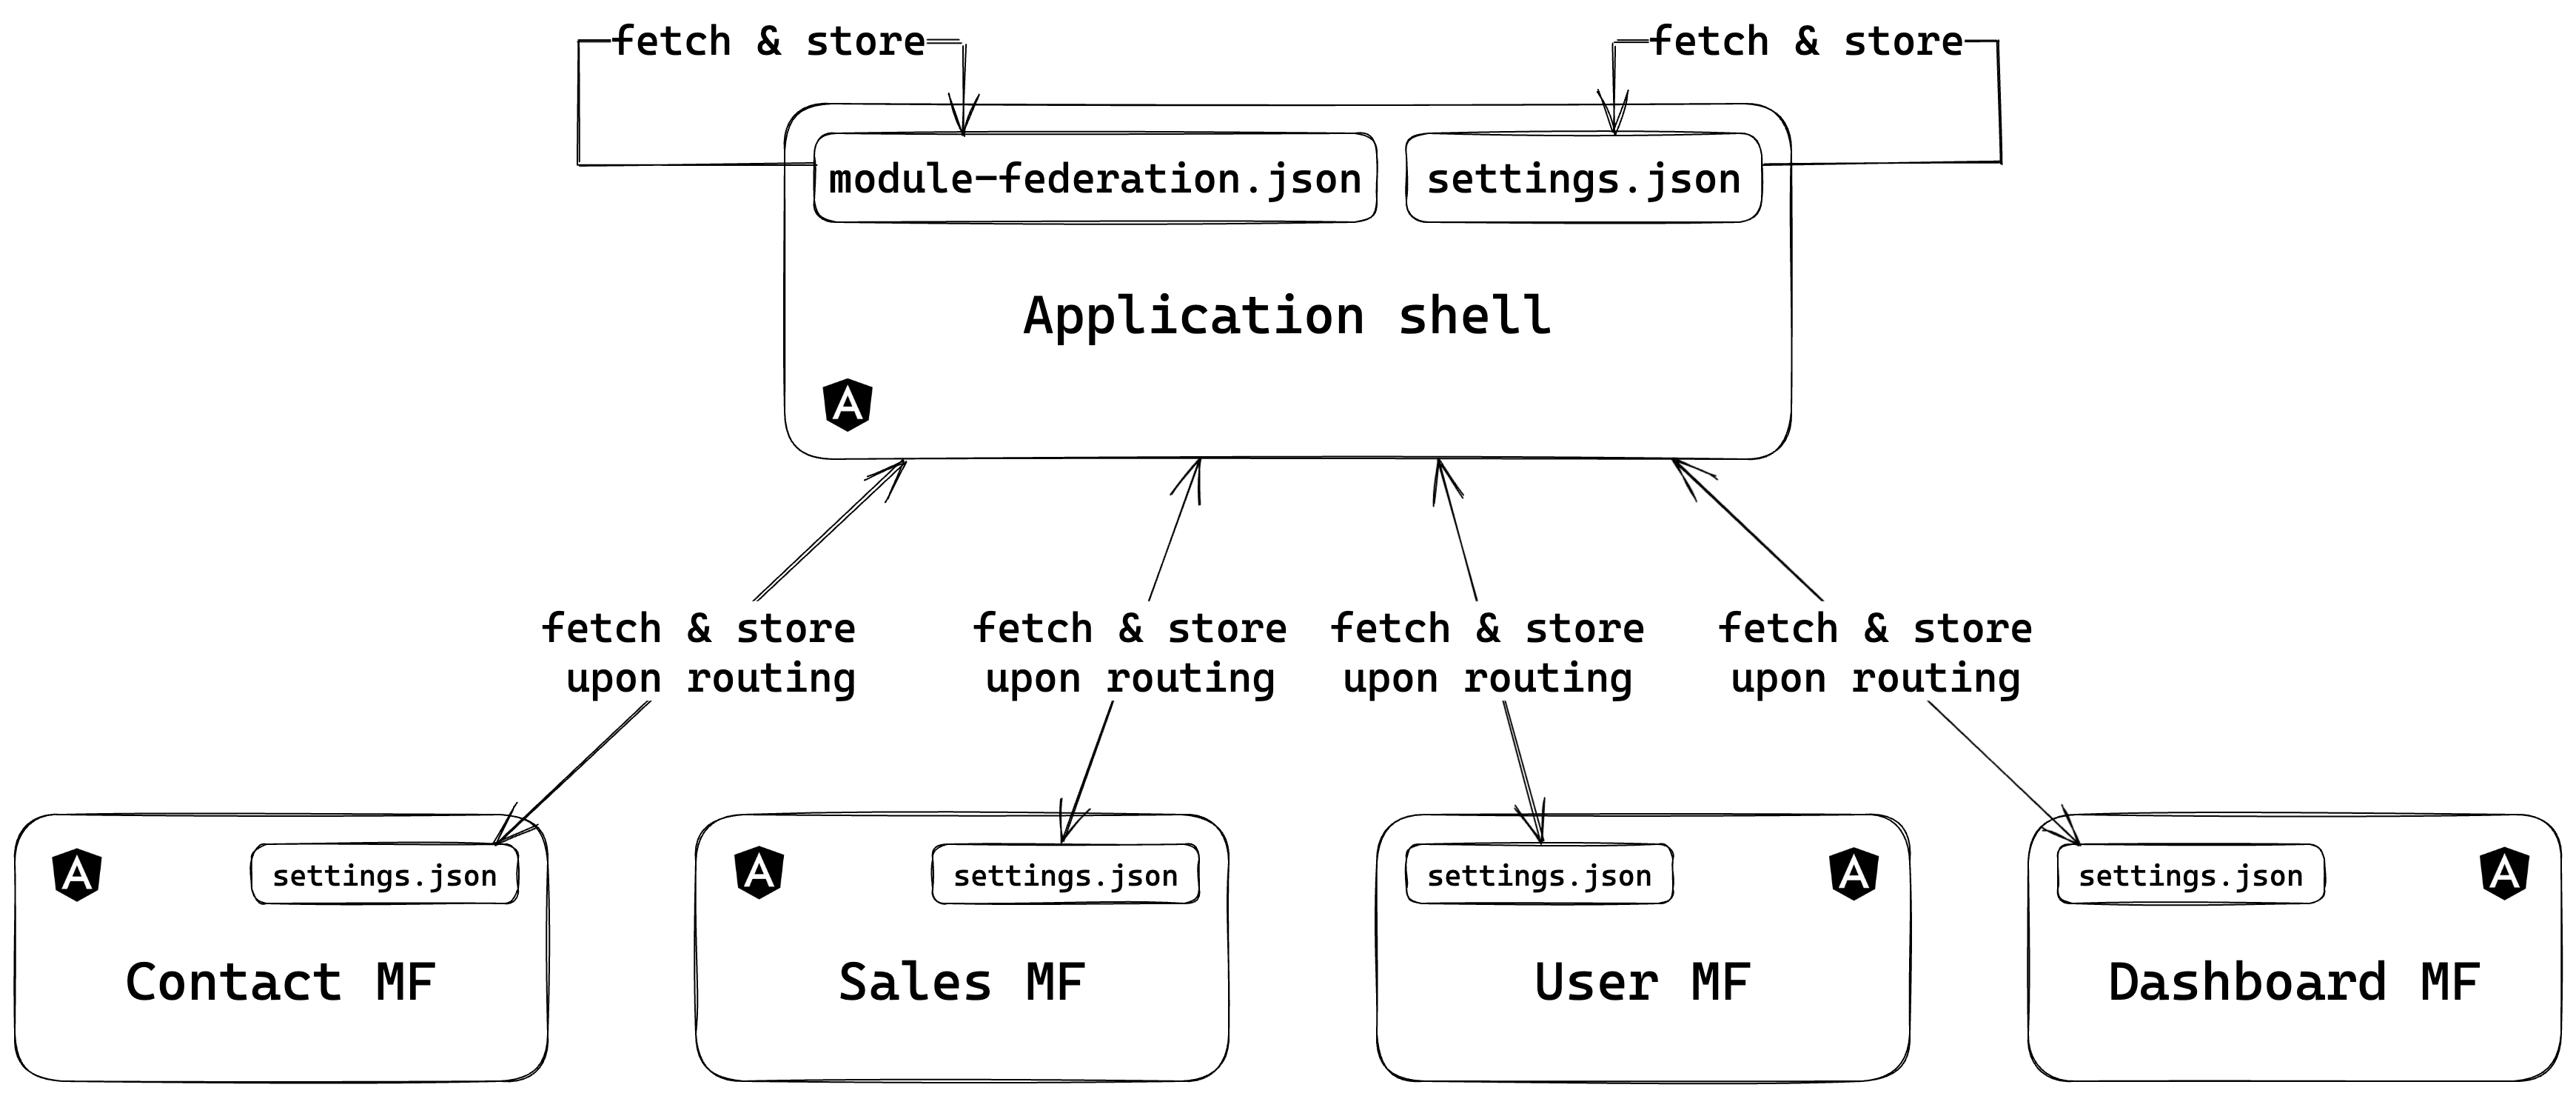 fetch & store
fetch & store
module-federation.json
settings.json
Application shell
fetch & store
upon routing
fetch & store
upon routing
fetch & store
upon routing
fetch & store
upon routing
settings.json
Contact MF
settings.json
Sales MF
settings.json
User MF
settings.json
Dashboard MF